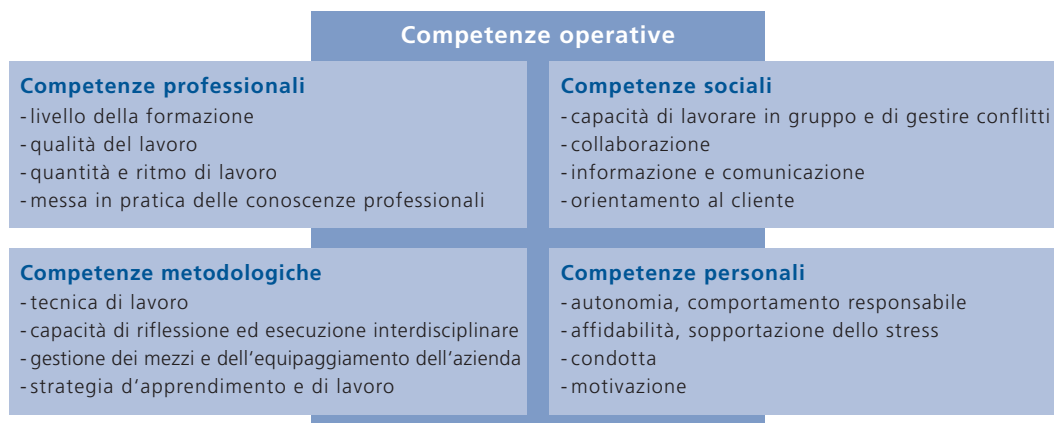 Competenze operative
Competenze professionali
- livello della formazione
- qualità del lavoro
- quantità e ritmo di lavoro
- messa in pratica delle conoscenze professionali
Competenze sociali
- capacità di lavorare in gruppo e di gestire conflitti
- collaborazione
- informazione e comunicazione
- orientamento al cliente
Competenze metodologiche
- tecnica di lavoro
- capacità di riflessione ed esecuzione interdisciplinare
- gestione dei mezzi e dell'equipaggiamento dell'azienda
- strategia d'apprendimento e di lavoro
Competenze personali
- autonomia, comportamento responsabile
- affidabilità, sopportazione dello stress
- condotta
- motivazione